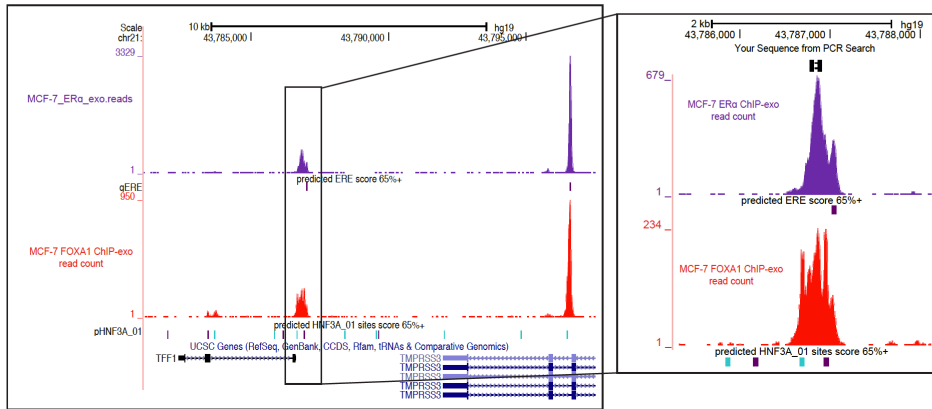 Scale 10 kb hg19
chr21: 43,785,000 43,790,000 43,795,000
3329
MCF-7_ERα_exo.reads
1
predicted ERE score 65%+
qERE
950
MCF-7 FOXA1 ChIP-exo
read count
1
predicted HNF3A_01 sites score 65%+
pHNF3A_01
UCSC Genes (RefSeq, GenBank, CCDS, Rfam, tRNAs & Comparative Genomics)
TFF1 TMPRSS3
TMPRSS3
TMPRSS3
TMPRSS3
TMPRSS3
2 kb hg19
43,786,000 43,787,000 43,788,000
Your Sequence from PCR Search
679
MCF-7 ERα ChIP-exo
read count
1
predicted ERE score 65%+
234
MCF-7 FOXA1 ChIP-exo
read count
1
predicted HNF3A_01 sites score 65%+